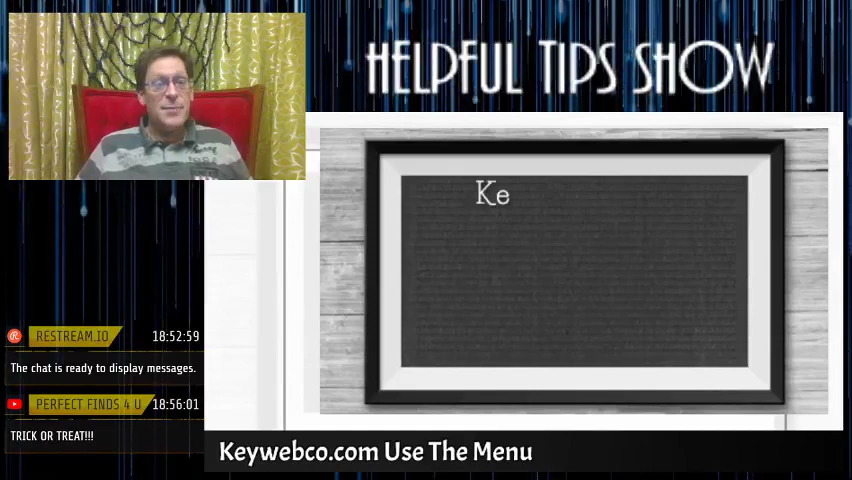 HELPFUL TIPS SHOW
Ke
RESTREAM.IO 18:52:59
The chat is ready to display messages.
PERFECT FINDS 4 U 18:56:01
TRICK OR TREAT!!!
Keywebco.com Use The Menu